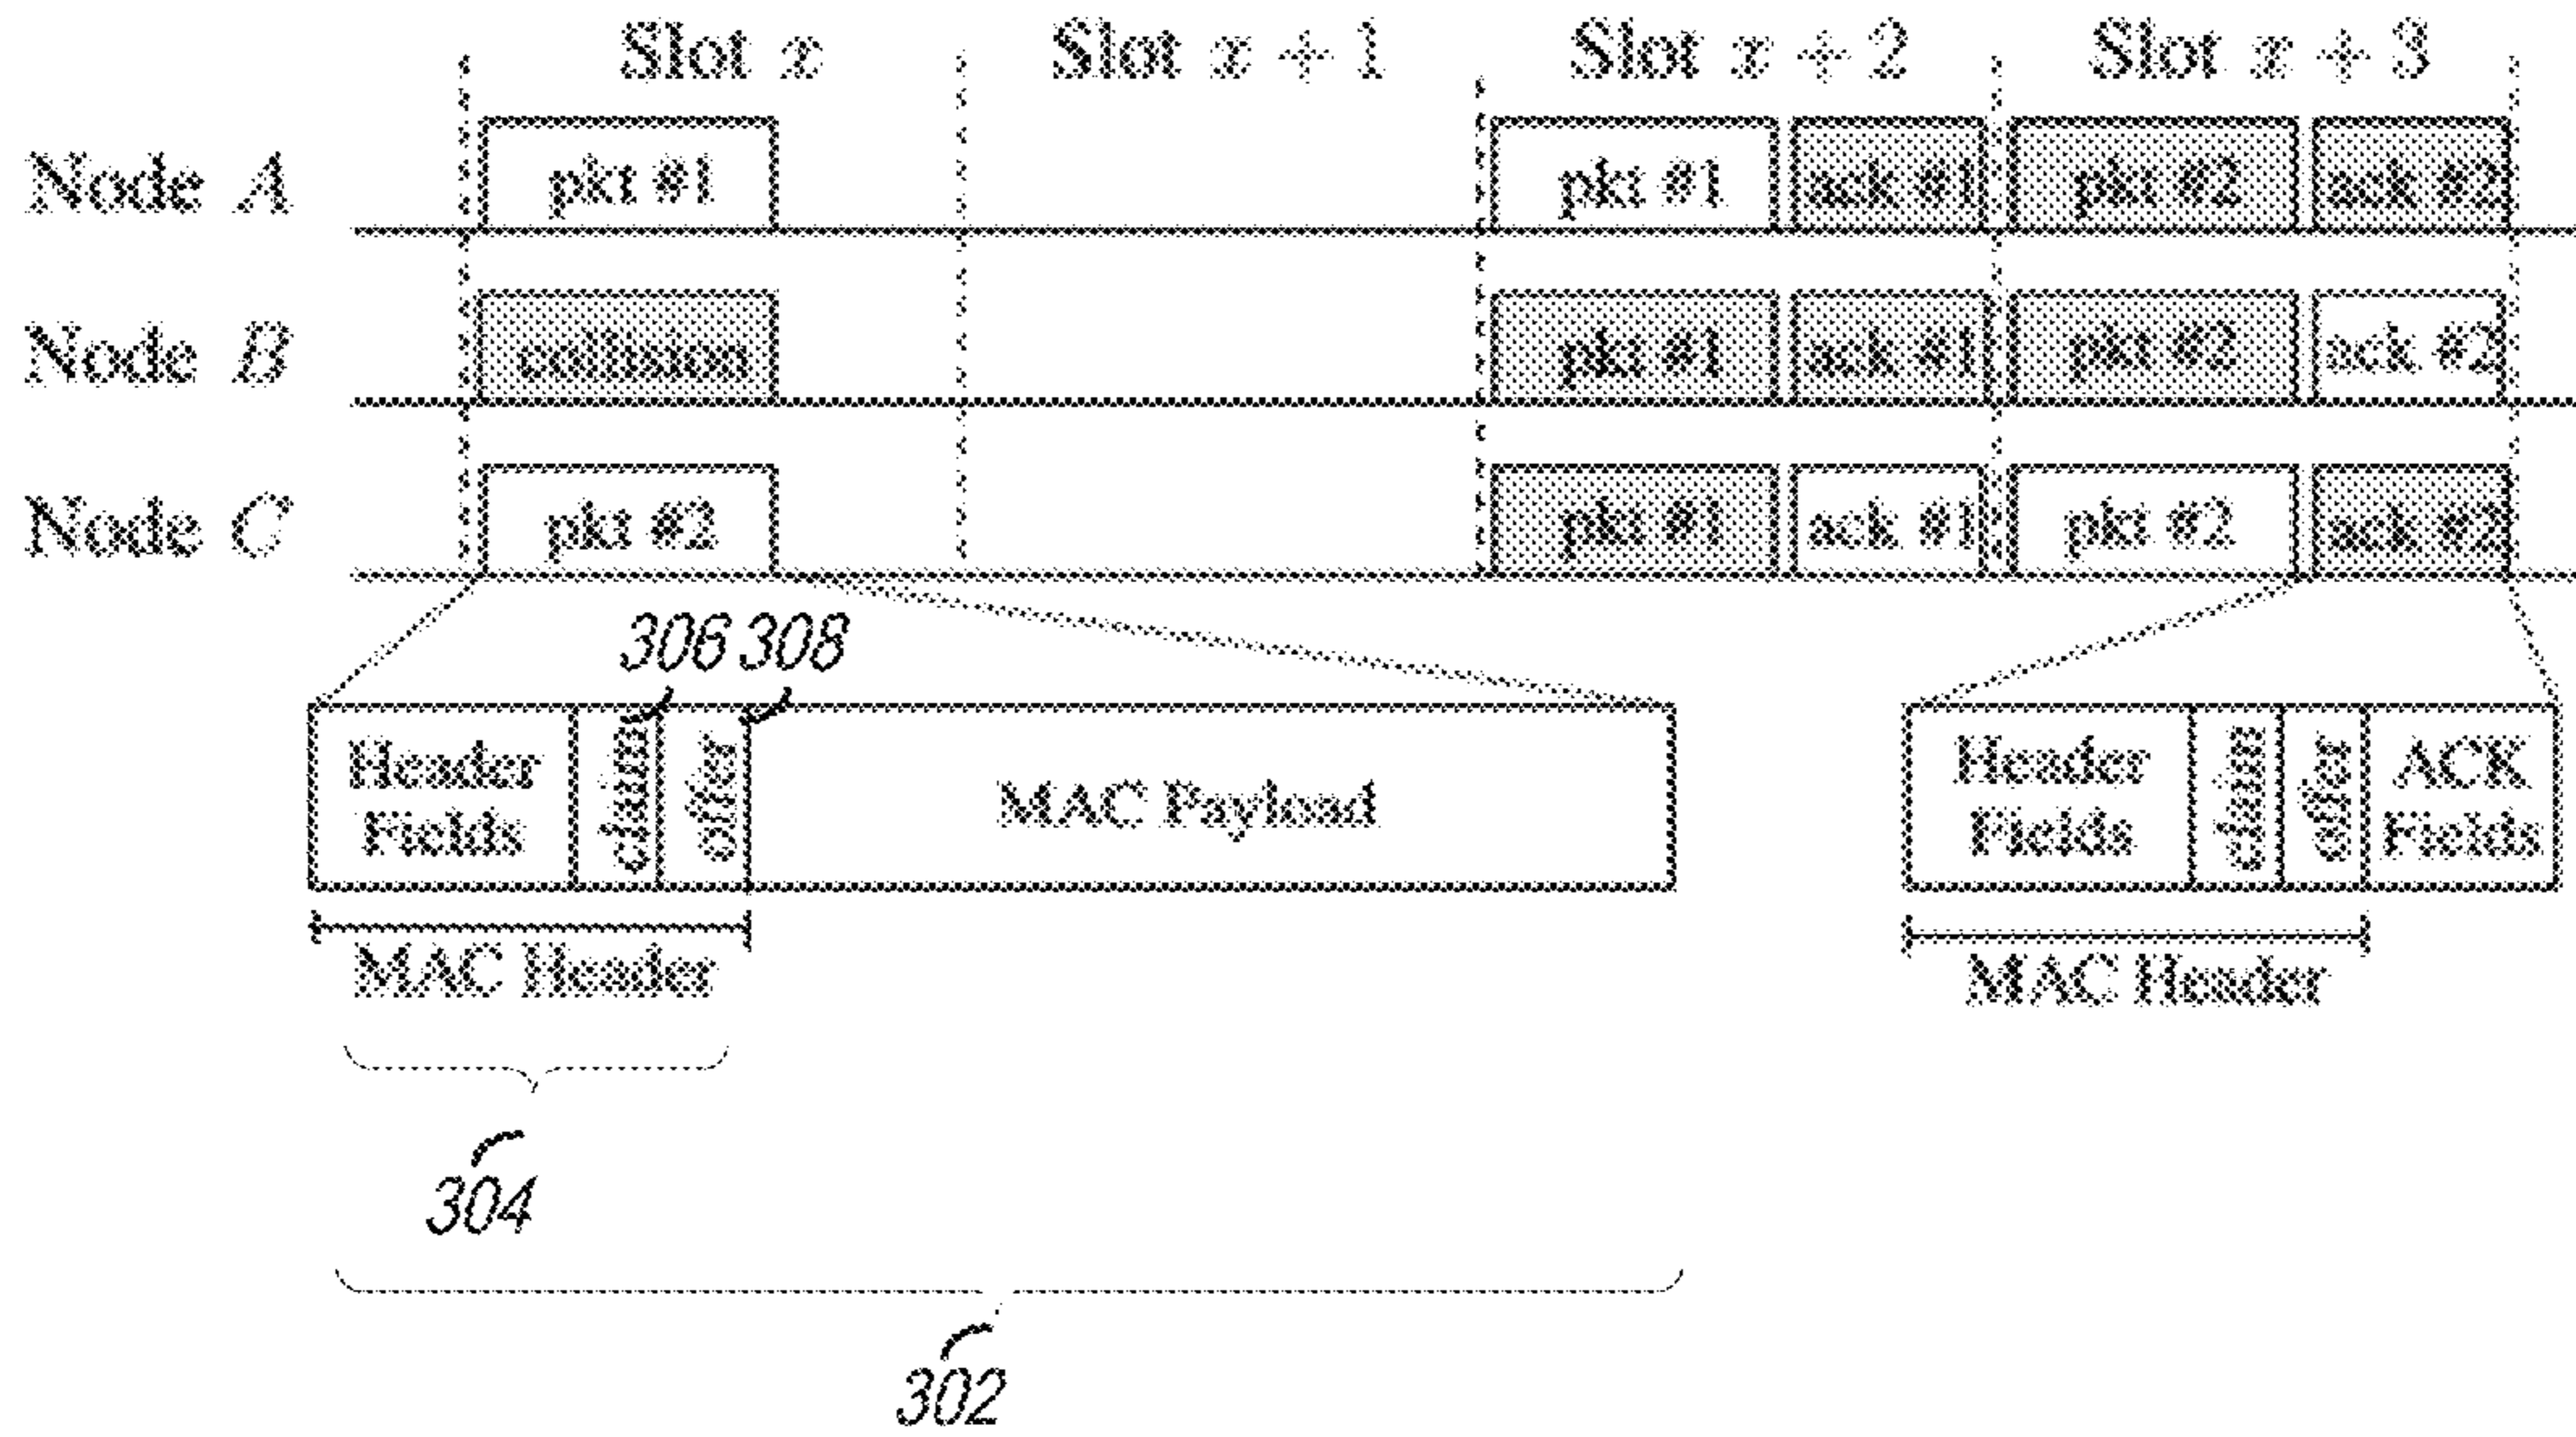 Slot x Slot x + 1 Slot x + 2 Slot x + 3
Node A pkt #1 pkt #1 ack #1 pkt #2 ack #2
Node B collision pkt #1 ack #1 pkt #2 ack #2
Node C pkt #2 pkt #1 ack #1 pkt #2 ack #2
306 308
Header Fields claim offer MAC Payload Header Fields claim offer ACK Fields
MAC Header MAC Header
304
302